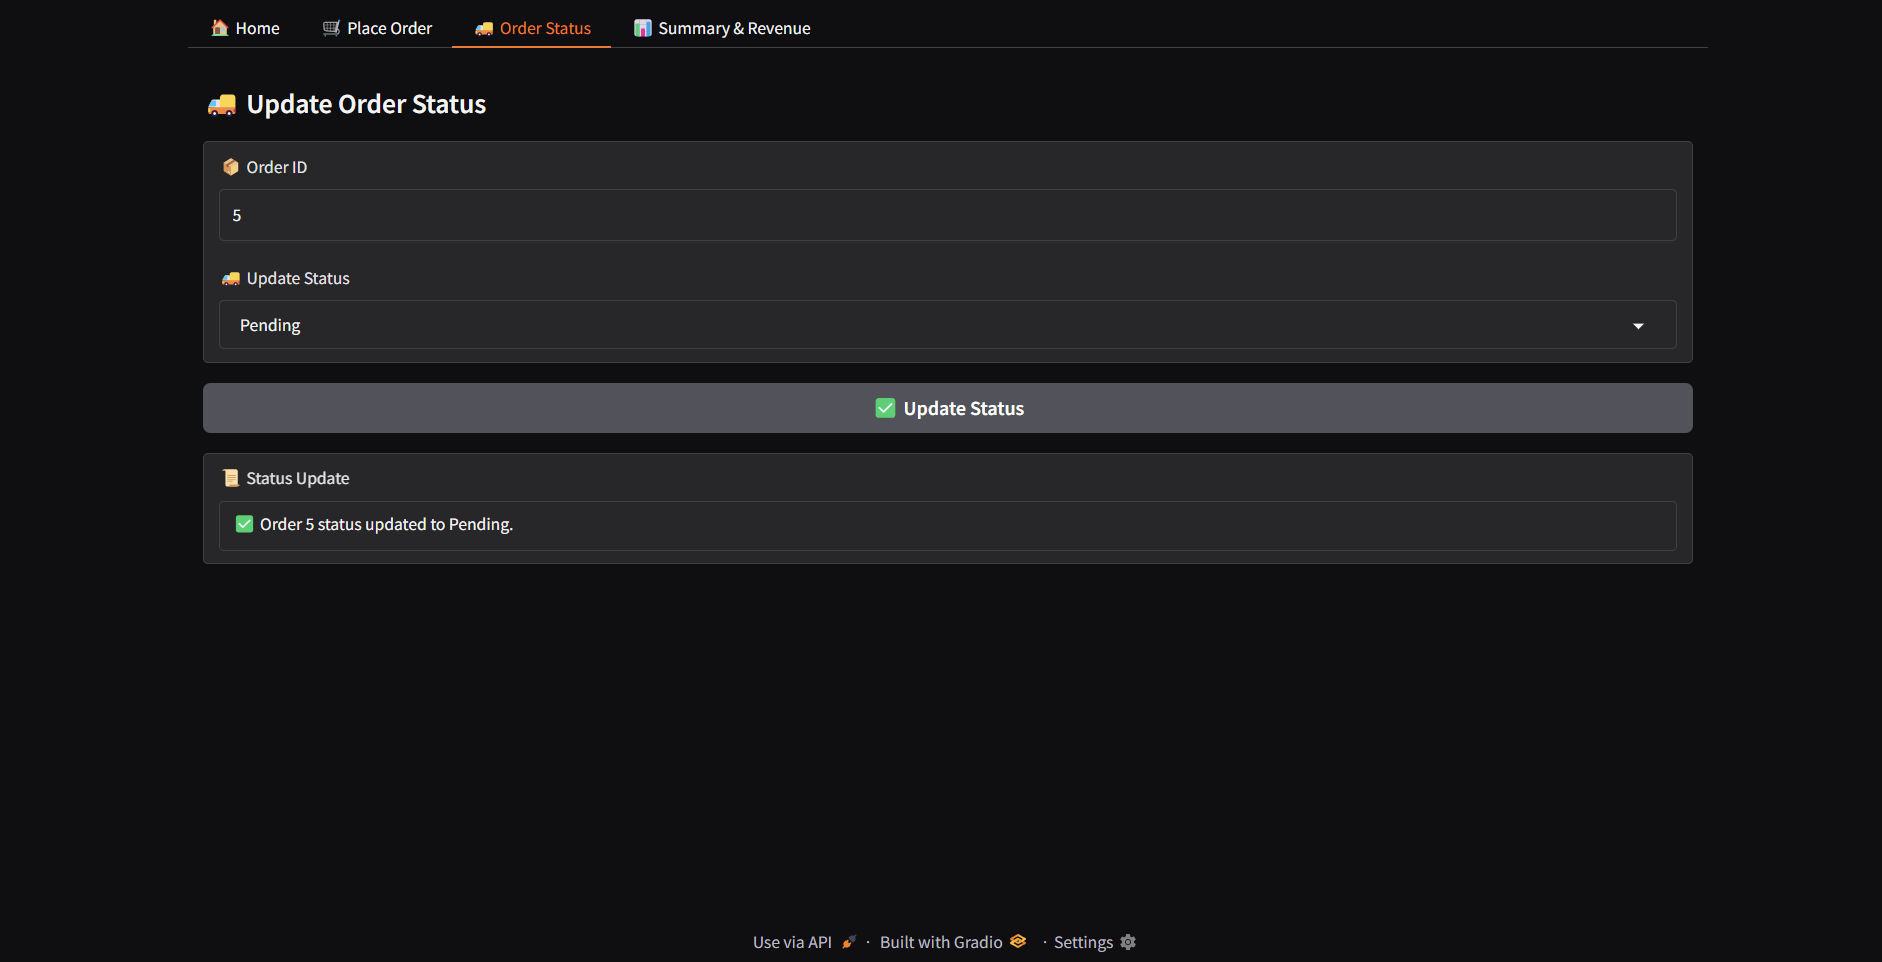 Home Place Order Order Status Summary & Revenue
Update Order Status
Order ID
5
Update Status
Pending
Update Status
Status Update
Order 5 status updated to Pending.
Use via API · Built with Gradio · Settings